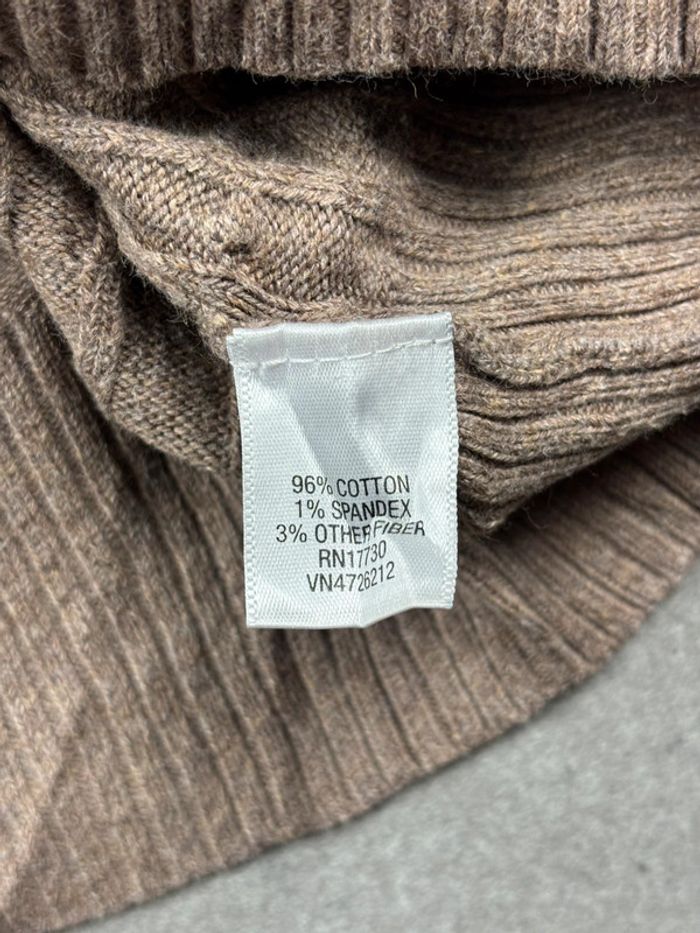 96% COTTON
1% SPANDEX
3% OTHER FIBER
RN17730
VN4726212